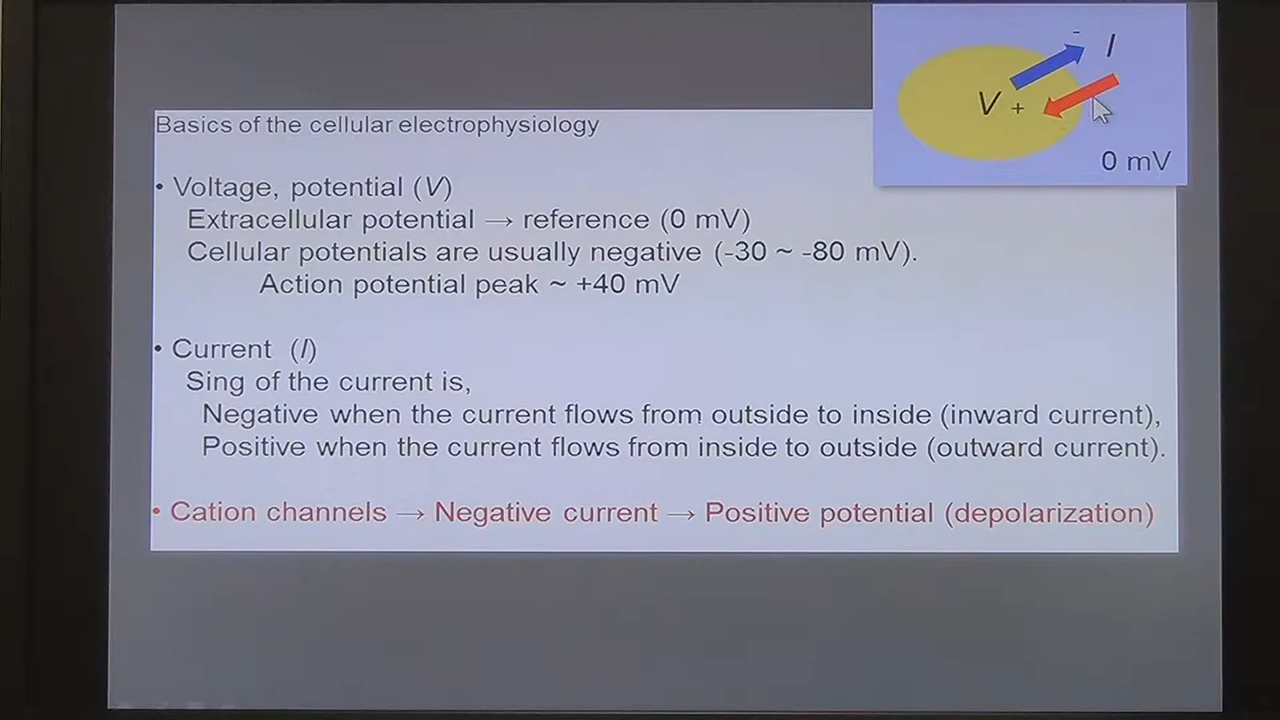 - I
V +
0 mV
Basics of the cellular electrophysiology
• Voltage, potential (V)
Extracellular potential → reference (0 mV)
Cellular potentials are usually negative (-30 ~ -80 mV).
Action potential peak ~ +40 mV
• Current (I)
Sing of the current is,
Negative when the current flows from outside to inside (inward current),
Positive when the current flows from inside to outside (outward current).
• Cation channels → Negative current → Positive potential (depolarization)